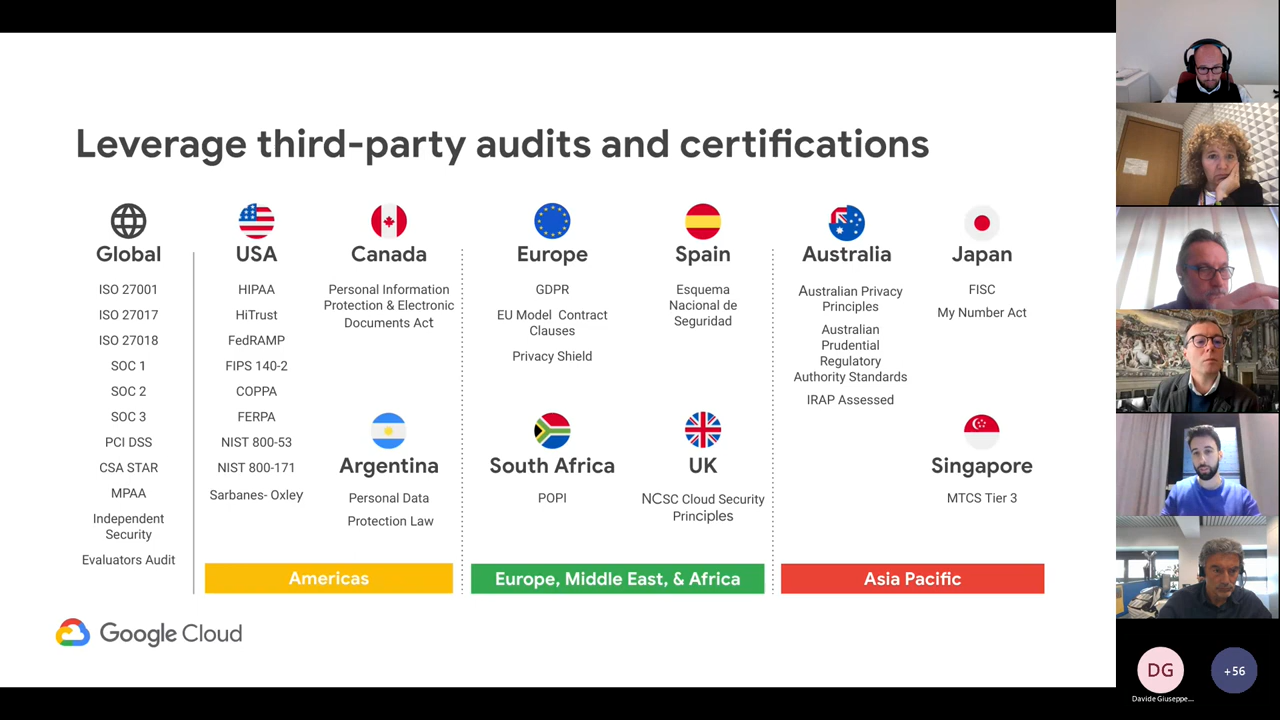 Leverage third-party audits and certifications
Global
ISO 27001
ISO 27017
ISO 27018
SOC 1
SOC 2
SOC 3
PCI DSS
CSA STAR
MPAA
Independent
Security
Evaluators Audit
USA
HIPAA
HiTrust
FedRAMP
FIPS 140-2
COPPA
FERPA
NIST 800-53
NIST 800-171
Sarbanes- Oxley
Canada
Personal Information
Protection & Electronic
Documents Act
Argentina
Personal Data
Protection Law
Americas
Europe
GDPR
EU Model Contract
Clauses
Privacy Shield
Spain
Esquema
Nacional de
Seguridad
South Africa
POPI
UK
NCSC Cloud Security
Principles
Europe, Middle East, & Africa
Australia
Australian Privacy
Principles
Australian
Prudential
Regulatory
Authority Standards
IRAP Assessed
Japan
FISC
My Number Act
Singapore
MTCS Tier 3
Asia Pacific
Google Cloud
DG
Davide Giuseppe...
+56